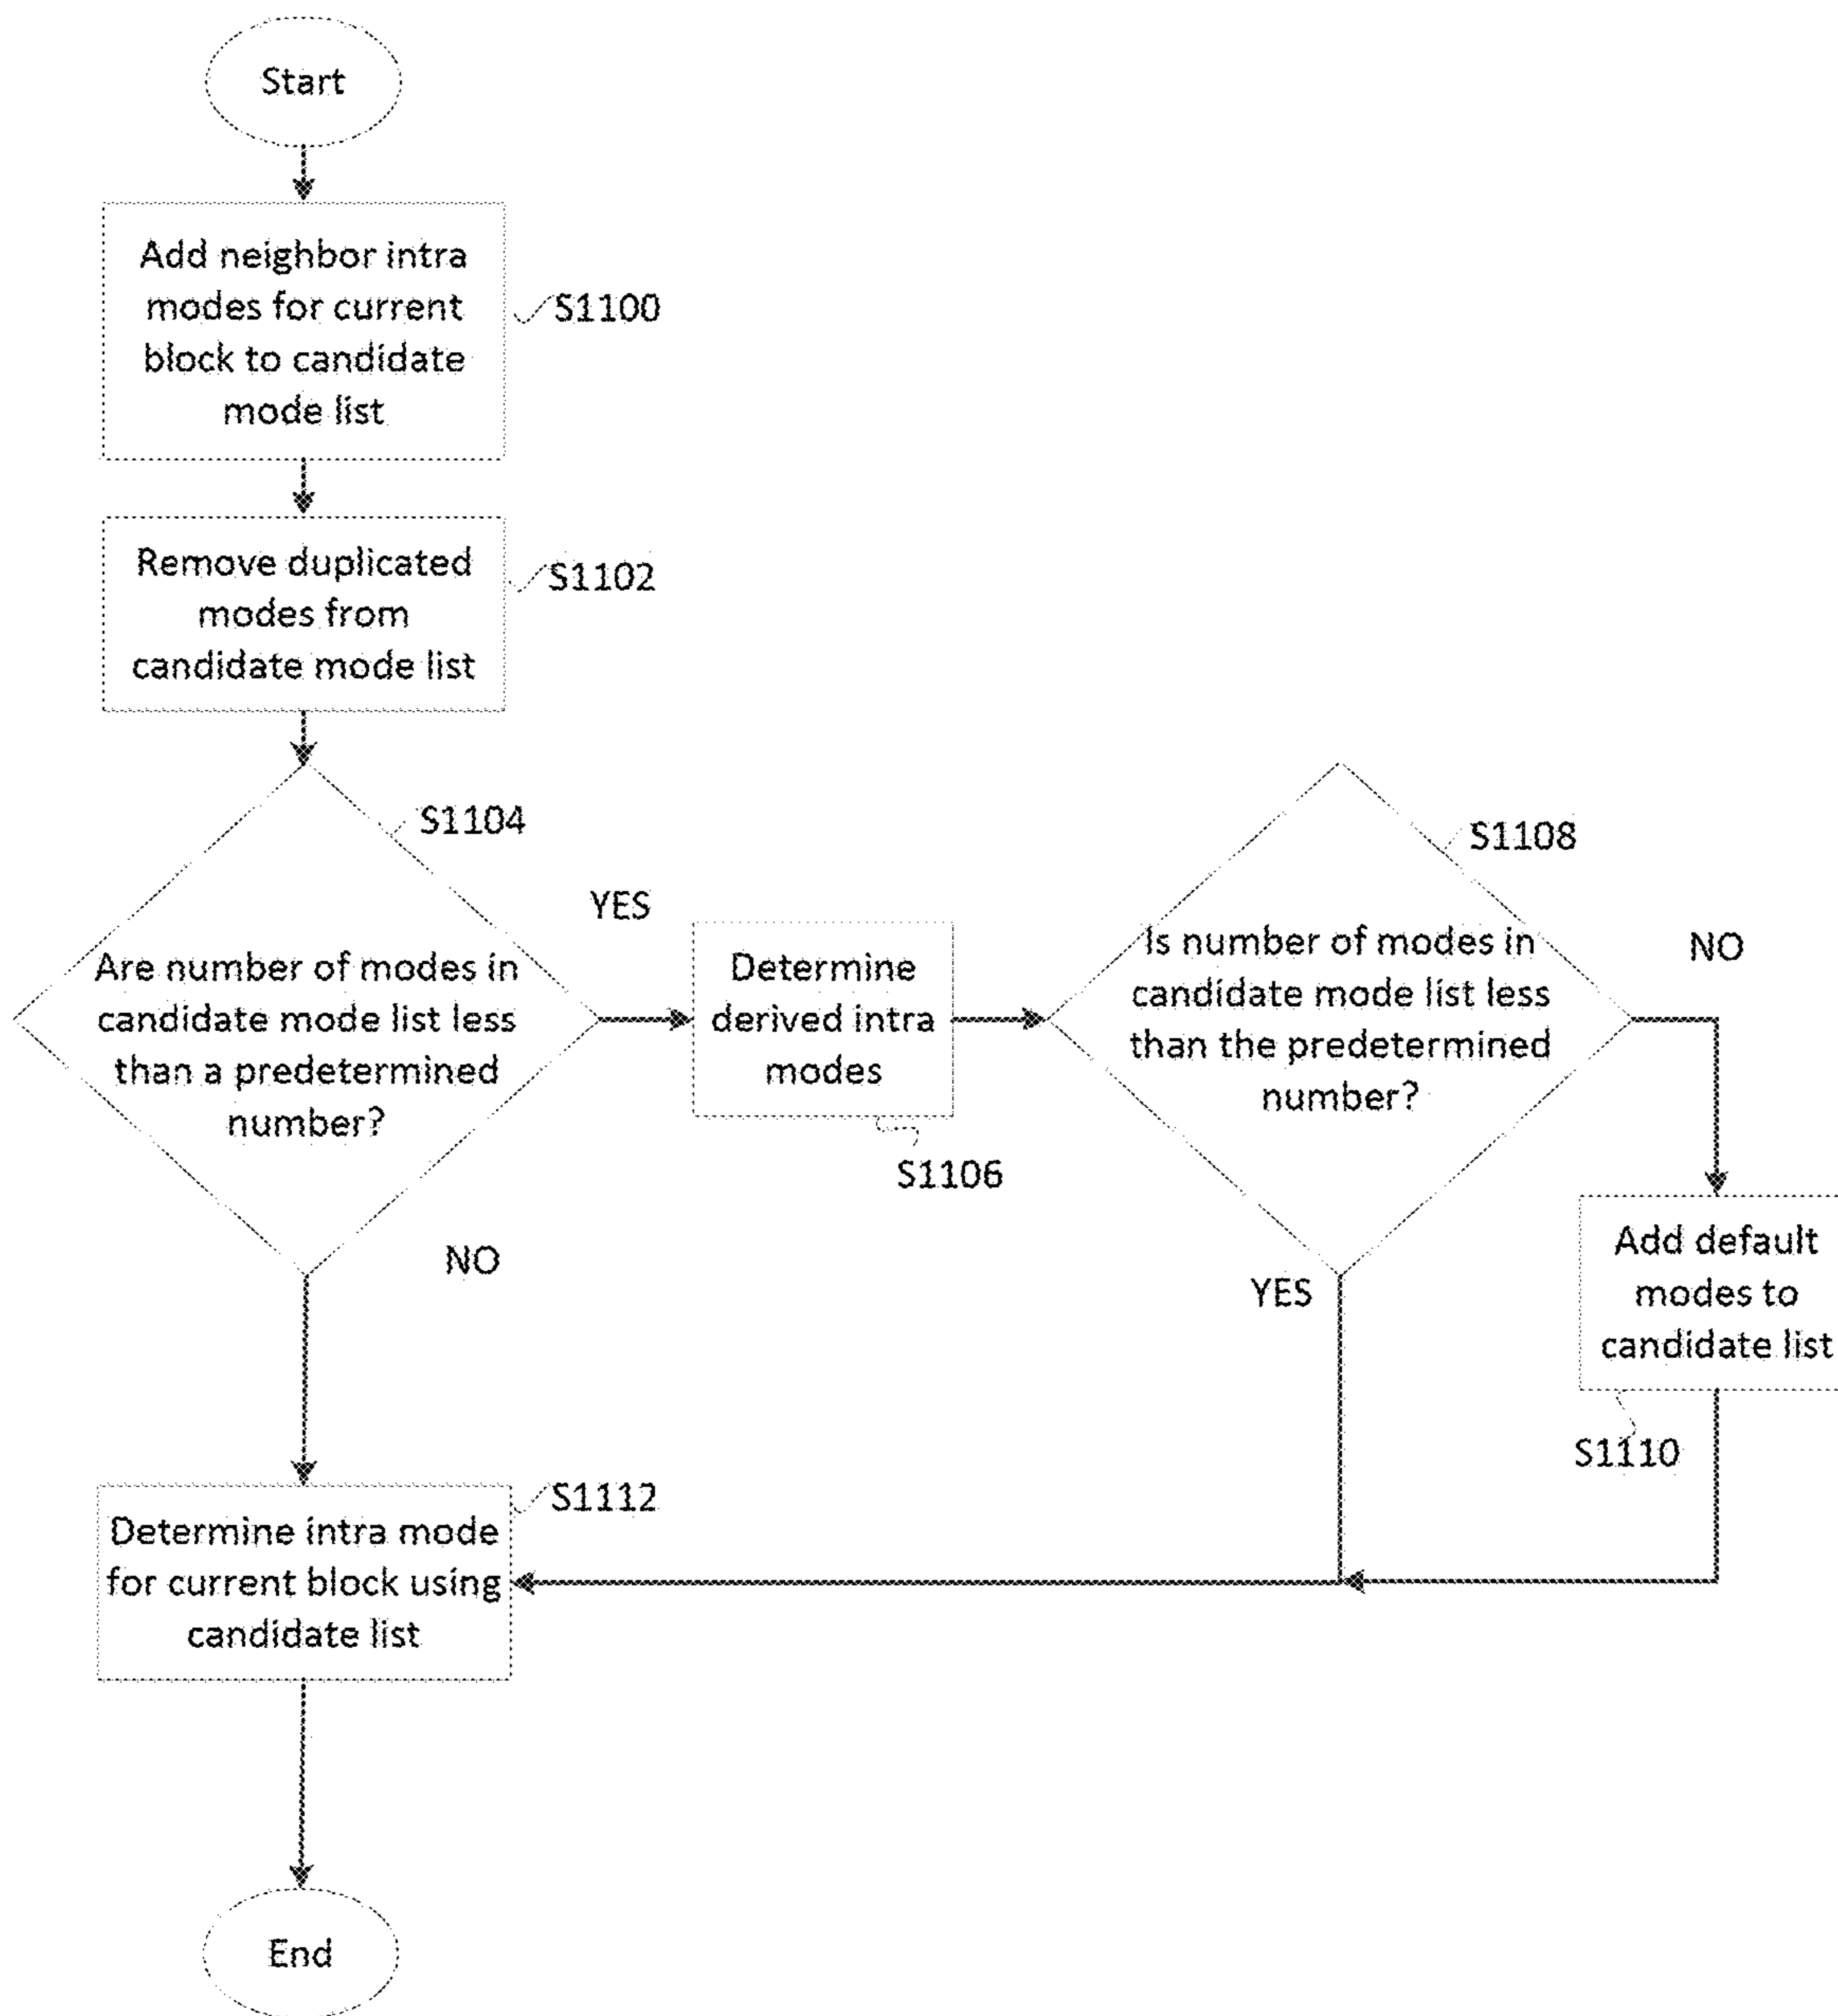 Start
Add neighbor intra
modes for current
block to candidate
mode list
S1100
Remove duplicated
modes from
candidate mode list
S1102
S1104
Are number of modes in
candidate mode list less
than a predetermined
number?
YES
NO
Determine
derived intra
modes
S1106
S1108
Is number of modes in
candidate mode list less
than the predetermined
number?
NO
YES
Add default
modes to
candidate list
S1110
S1112
Determine intra mode
for current block using
candidate list
End